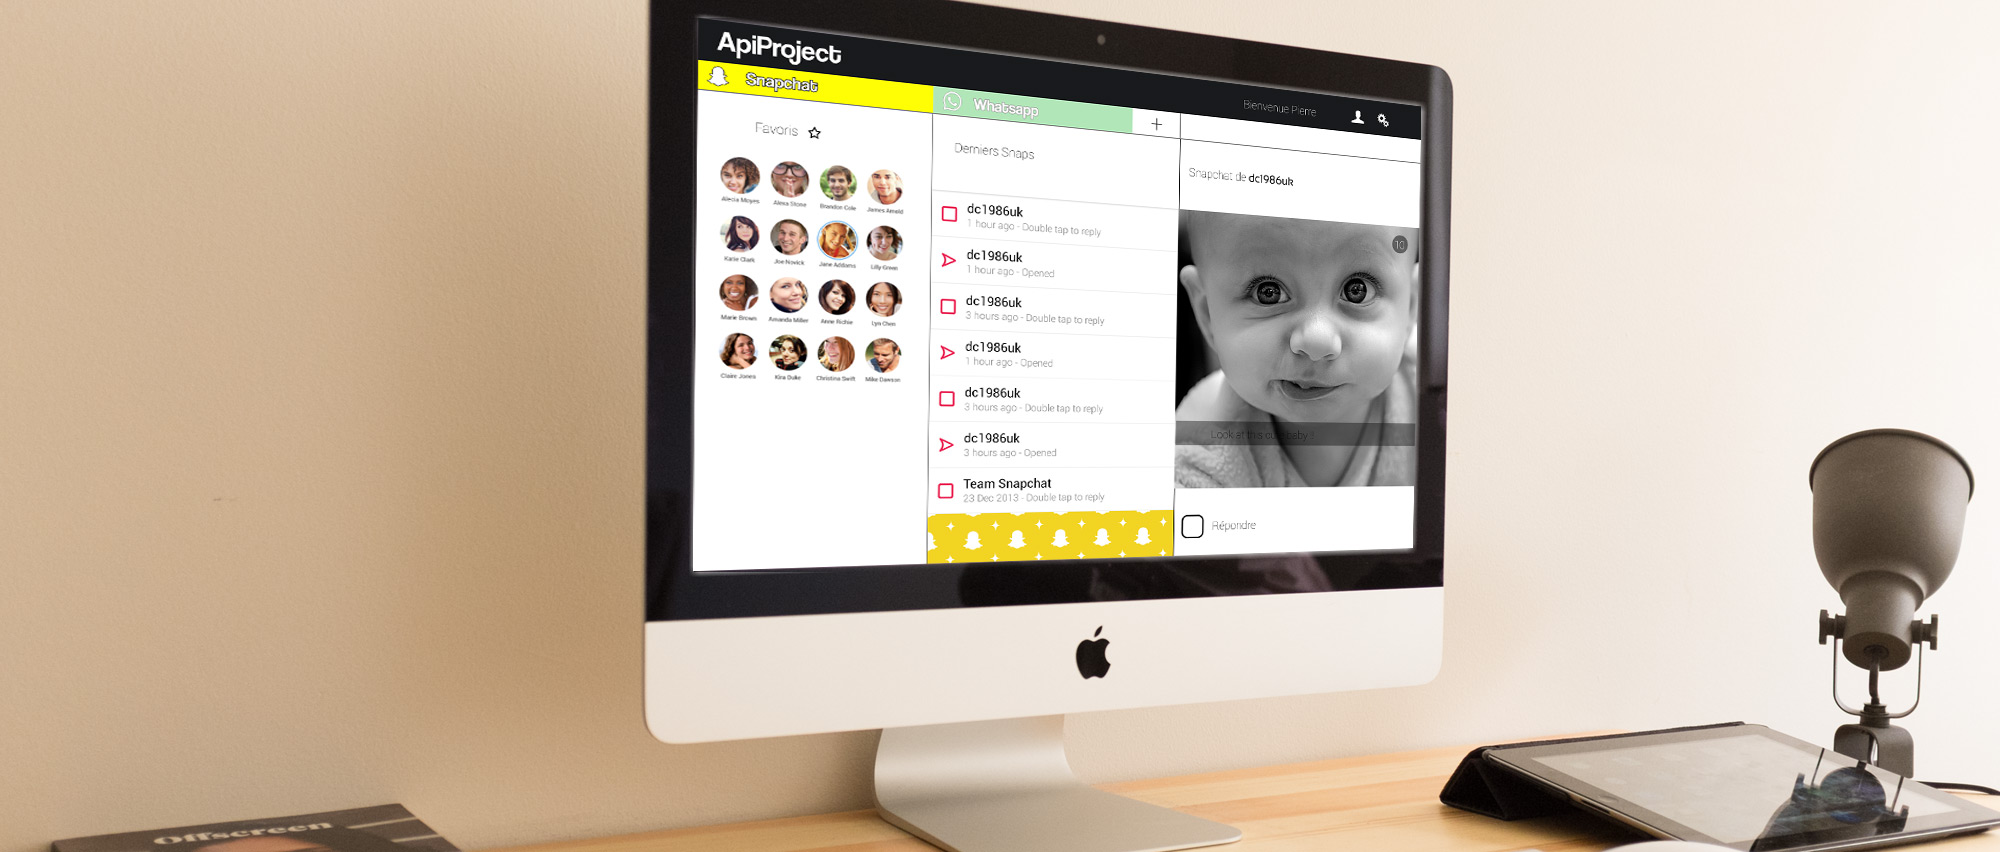 ApiProject
Snapchat
Whatsapp
+
Bienvenue Pierre
Favoris
Alecia Moyes
Alexa Stone
Brandon Cole
James Arnold
Karie Clark
Joe Novick
Jane Addams
Lilly Green
Marie Brown
Amanda Miller
Anne Richie
Lyn Chen
Claire Jones
Kira Duke
Christina Swift
Mike Dawson
Derniers Snaps
dc1986uk
1 hour ago - Double tap to reply
dc1986uk
1 hour ago - Opened
dc1986uk
3 hours ago - Double tap to reply
dc1986uk
1 hour ago - Opened
dc1986uk
3 hours ago - Double tap to reply
dc1986uk
3 hours ago - Opened
Team Snapchat
23 Dec 2013 - Double tap to reply
Snapchat de dc1986uk
10
Look at this cute baby !
Répondre
Offscreen